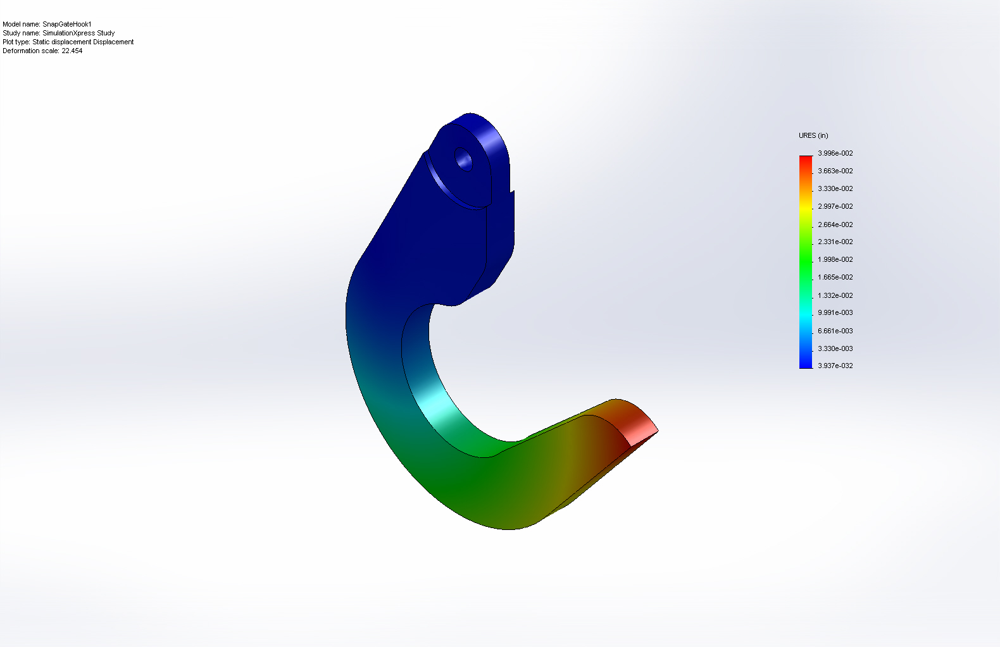 Model name: SnapGateHook1
Study name: SimulationXpress Study
Plot type: Static displacement Displacement
Deformation scale: 22.454
URES (in)
3.996e-002
3.663e-002
3.330e-002
2.997e-002
2.664e-002
2.331e-002
1.998e-002
1.665e-002
1.332e-002
9.991e-003
6.661e-003
3.330e-003
3.937e-032